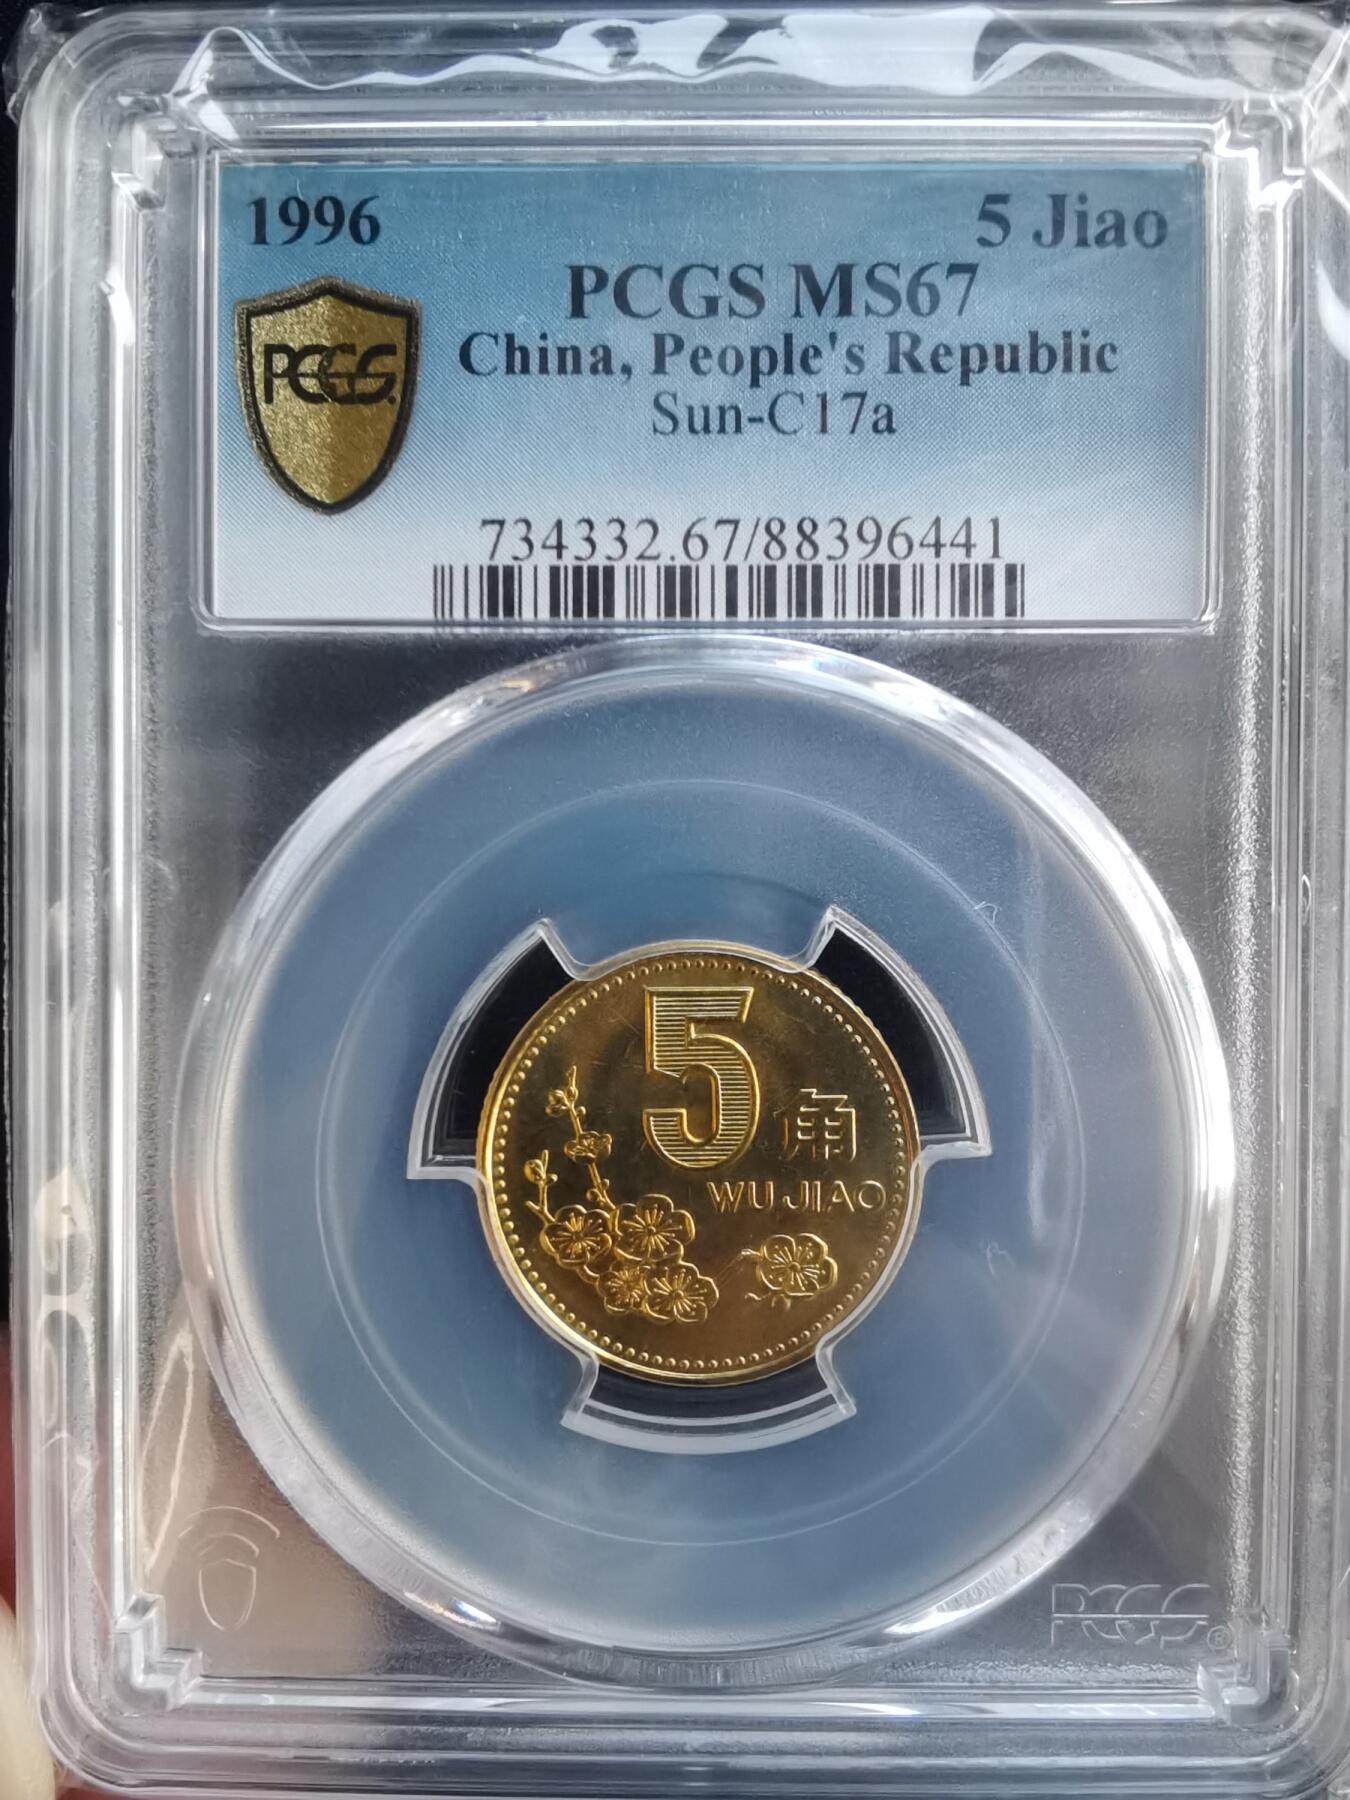 1996
5 Jiao
PCGS MS67
PCGS
China, People's Republic
Sun-C17a
734332.67/88396441
5
角
WU JIAO
PCGS®